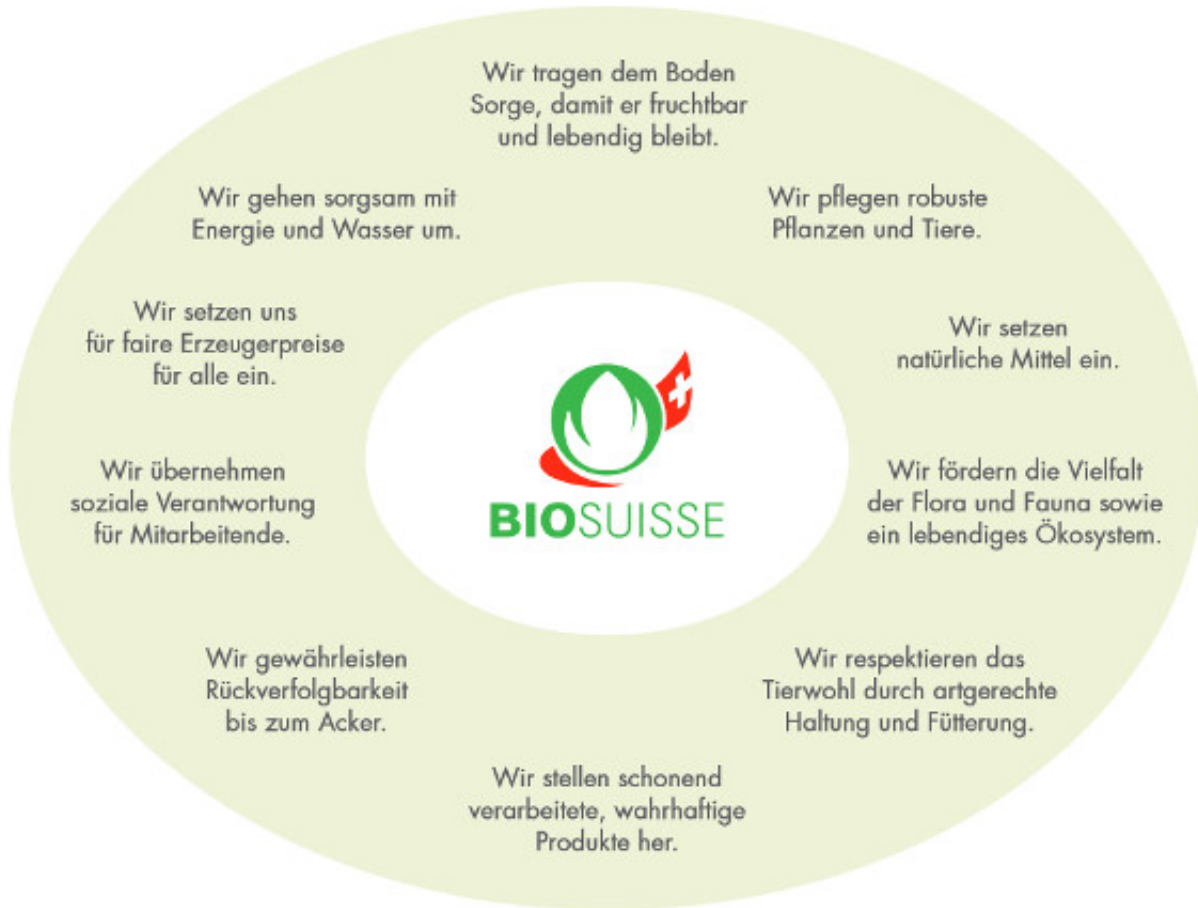 Wir tragen dem Boden
Sorge, damit er fruchtbar
und lebendig bleibt.
Wir pflegen robuste
Pflanzen und Tiere.
Wir setzen
natürliche Mittel ein.
Wir fördern die Vielfalt
der Flora und Fauna sowie
ein lebendiges Ökosystem.
Wir respektieren das
Tierwohl durch artgerechte
Haltung und Fütterung.
Wir stellen schonend
verarbeitete, wahrhaftige
Produkte her.
Wir gewährleisten
Rückverfolgbarkeit
bis zum Acker.
Wir übernehmen
soziale Verantwortung
für Mitarbeitende.
Wir setzen uns
für faire Erzeugerpreise
für alle ein.
Wir gehen sorgsam mit
Energie und Wasser um.
BIOSUISSE